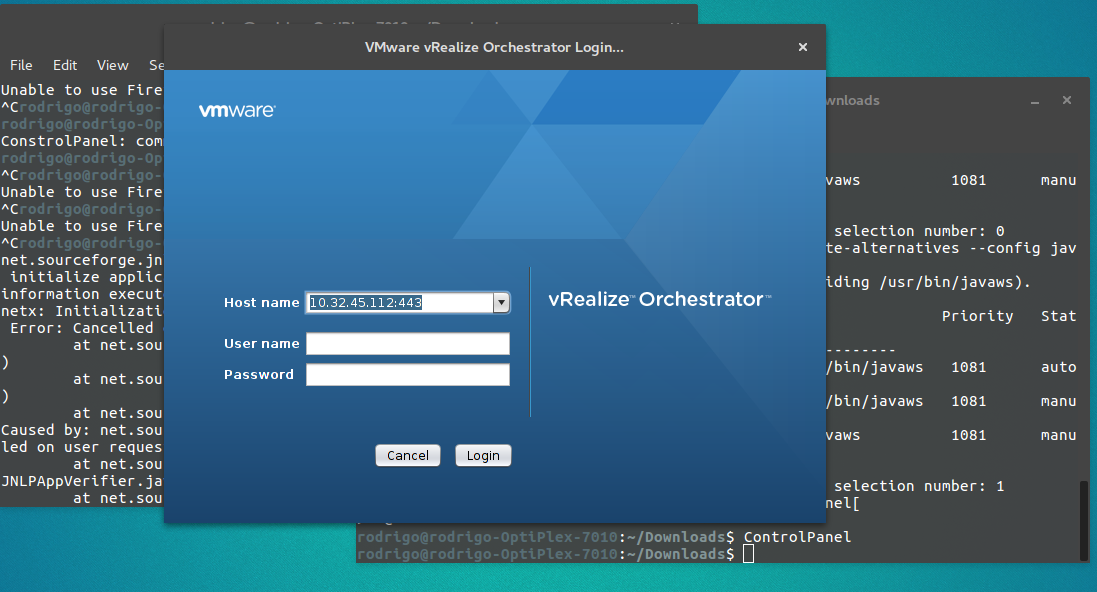 VMware vRealize Orchestrator Login...
File Edit View Se
Unable to use Fire
^Crodrigo@rodrigo-
rodrigo@rodrigo-Op
ConstrolPanel: com
rodrigo@rodrigo-Op
^Crodrigo@rodrigo-
Unable to use Fire
^Crodrigo@rodrigo-
Unable to use Fire
^Crodrigo@rodrigo-
net.sourceforge.jn
initialize applic
information execut
netx: Initializatio
Error: Cancelled
at net.sou
)
at net.sou
)
at net.sou
Caused by: net.sou
led on user reques
at net.sou
JNLPAppVerifier.ja
at net.sou
vmware
Host name 10.32.45.112:443
User name
Password
Cancel Login
vRealize™ Orchestrator™
wnloads
vaws 1081 manu
selection number: 0
te-alternatives --config jav
iding /usr/bin/javaws).
Priority Stat
--------
/bin/javaws 1081 auto
/bin/javaws 1081 manu
vaws 1081 manu
selection number: 1
nel[
rodrigo@rodrigo-OptiPlex-7010:~/Downloads$ ControlPanel
rodrigo@rodrigo-OptiPlex-7010:~/Downloads$